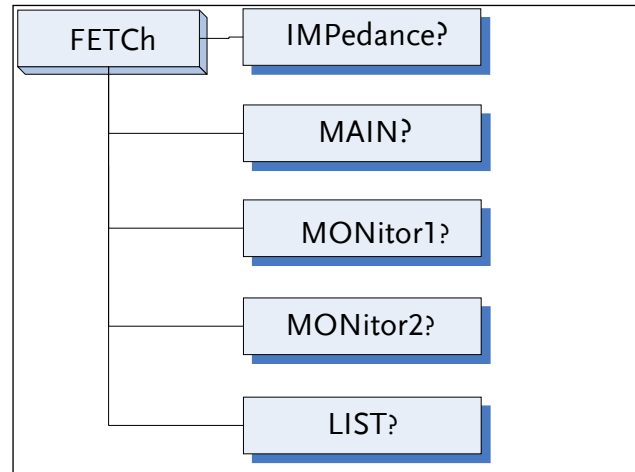 FETCh
IMPedance?
MAIN?
MONitor1?
MONitor2?
LIST?